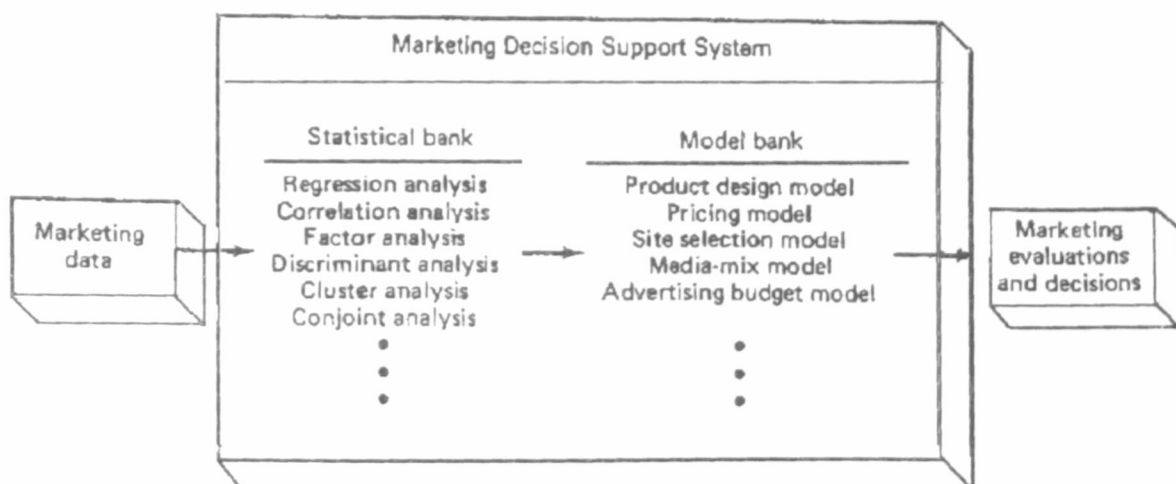 Marketing Decision Support System
Marketing
data
Statistical bank
Regression analysis
Correlation analysis
Factor analysis
Discriminant analysis
Cluster analysis
Conjoint analysis
Model bank
Product design model
Pricing model
Site selection model
Media-mix model
Advertising budget model
Marketing
evaluations
and decisions